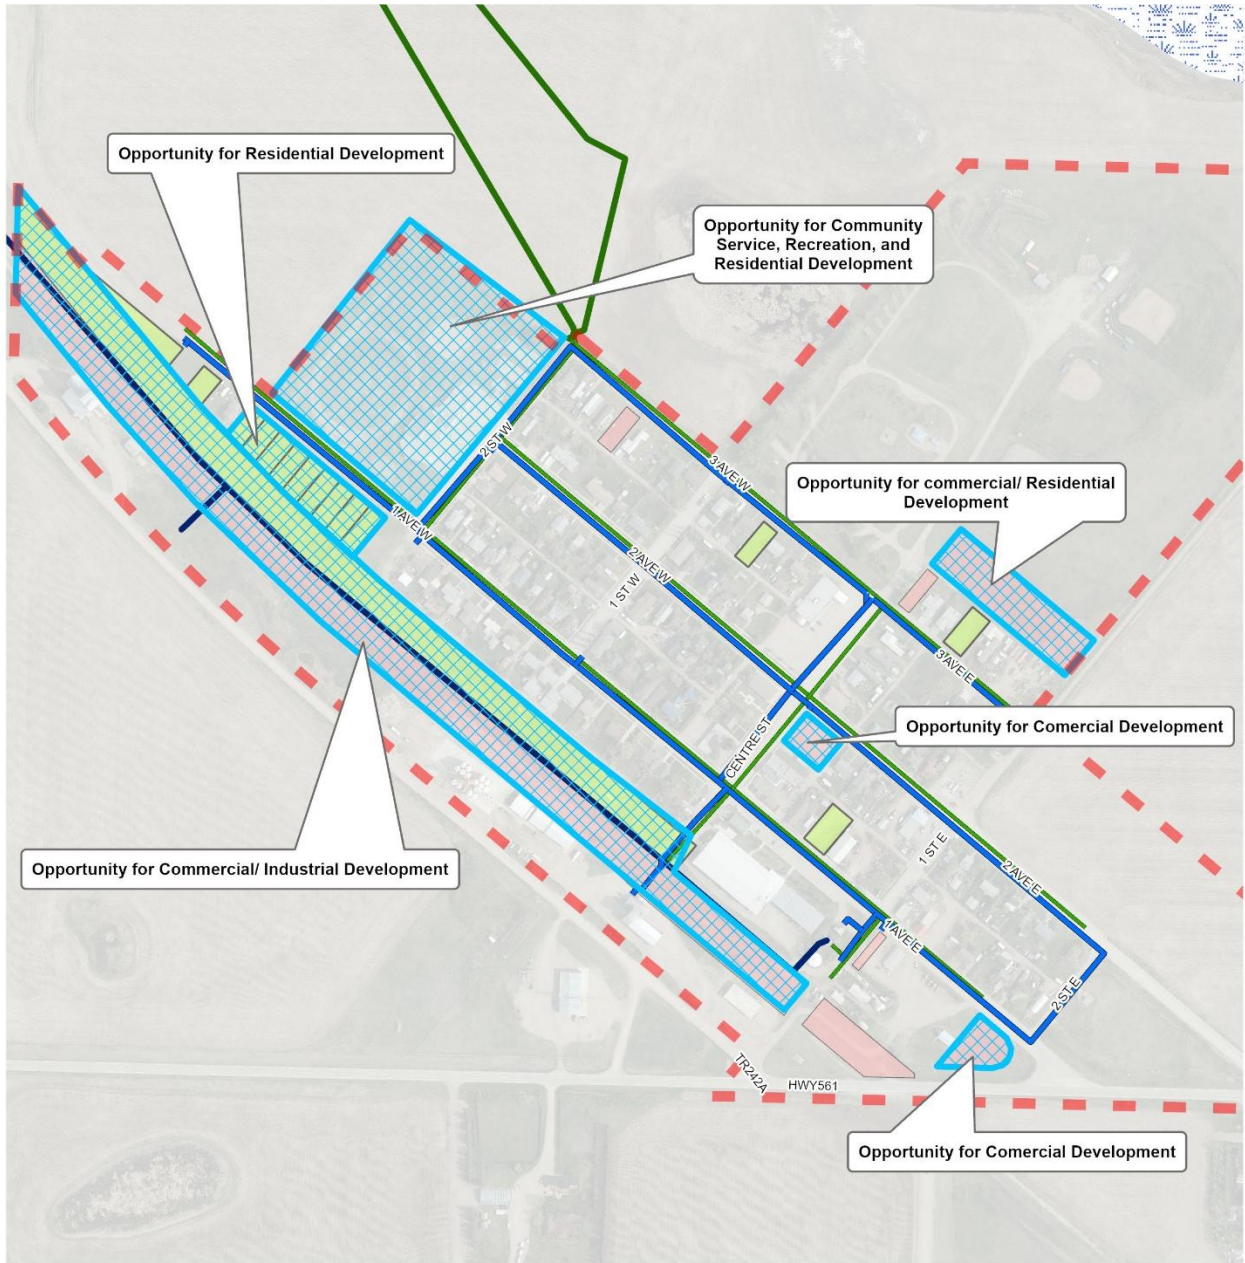 Opportunity for Residential Development
Opportunity for Community
Service, Recreation, and
Residential Development
2 ST W
3 AVE W
Opportunity for commercial/ Residential
Development
1 AVE W
2 AVE W
1 ST W
3 AVE E
Opportunity for Comercial Development
CENTRE ST
Opportunity for Commercial/ Industrial Development
1 ST E
2 AVE E
1 AVE E
2 ST E
TR242A
HWY561
Opportunity for Comercial Development